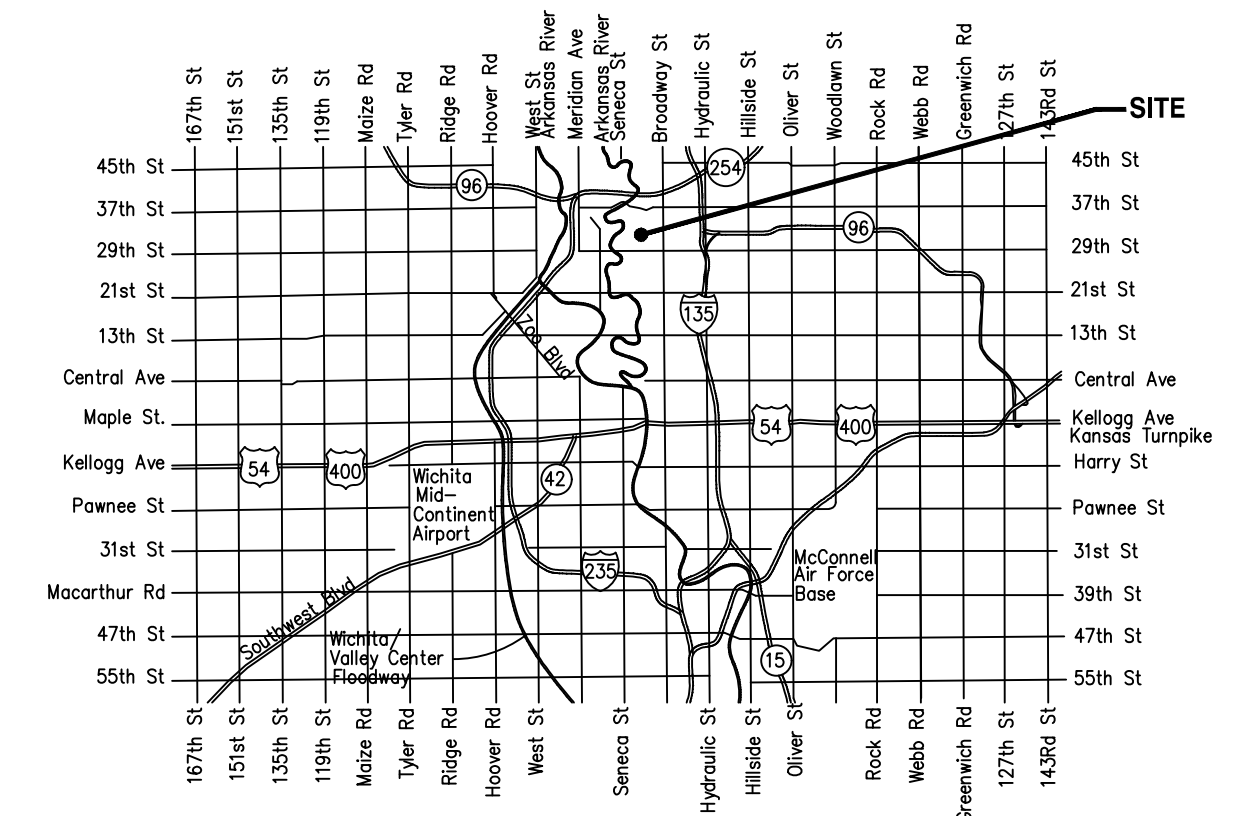 167th St
151st St
135th St
119th St
Maize Rd
Tyler Rd
Ridge Rd
Hoover Rd
West St
Arkansas River
Meridian Ave
Arkansas River
Seneca St
Broadway St
Hydraulic St
Hillside St
Oliver St
Woodlawn St
Rock Rd
Webb Rd
Greenwich Rd
127th St
143Rd St
SITE
45th St
37th St
29th St
21st St
13th St
Central Ave
Maple St.
Kellogg Ave
Pawnee St
31st St
Macarthur Rd
47th St
55th St
96
254
96
135
Zoo Blvd
54
400
54
400
42
Wichita
Mid-
Continent
Airport
235
McConnell
Air Force
Base
Southwest Blvd
Wichita/
Valley Center
Floodway
15
45th St
37th St
29th St
21st St
13th St
Central Ave
Kellogg Ave
Kansas Turnpike
Harry St
Pawnee St
31st St
39th St
47th St
55th St
167th St
151st St
135th St
119th St
Maize Rd
Tyler Rd
Ridge Rd
Hoover Rd
West St
Seneca St
Hydraulic St
Hillside St
Oliver St
Rock Rd
Webb Rd
Greenwich Rd
127th St
143Rd St